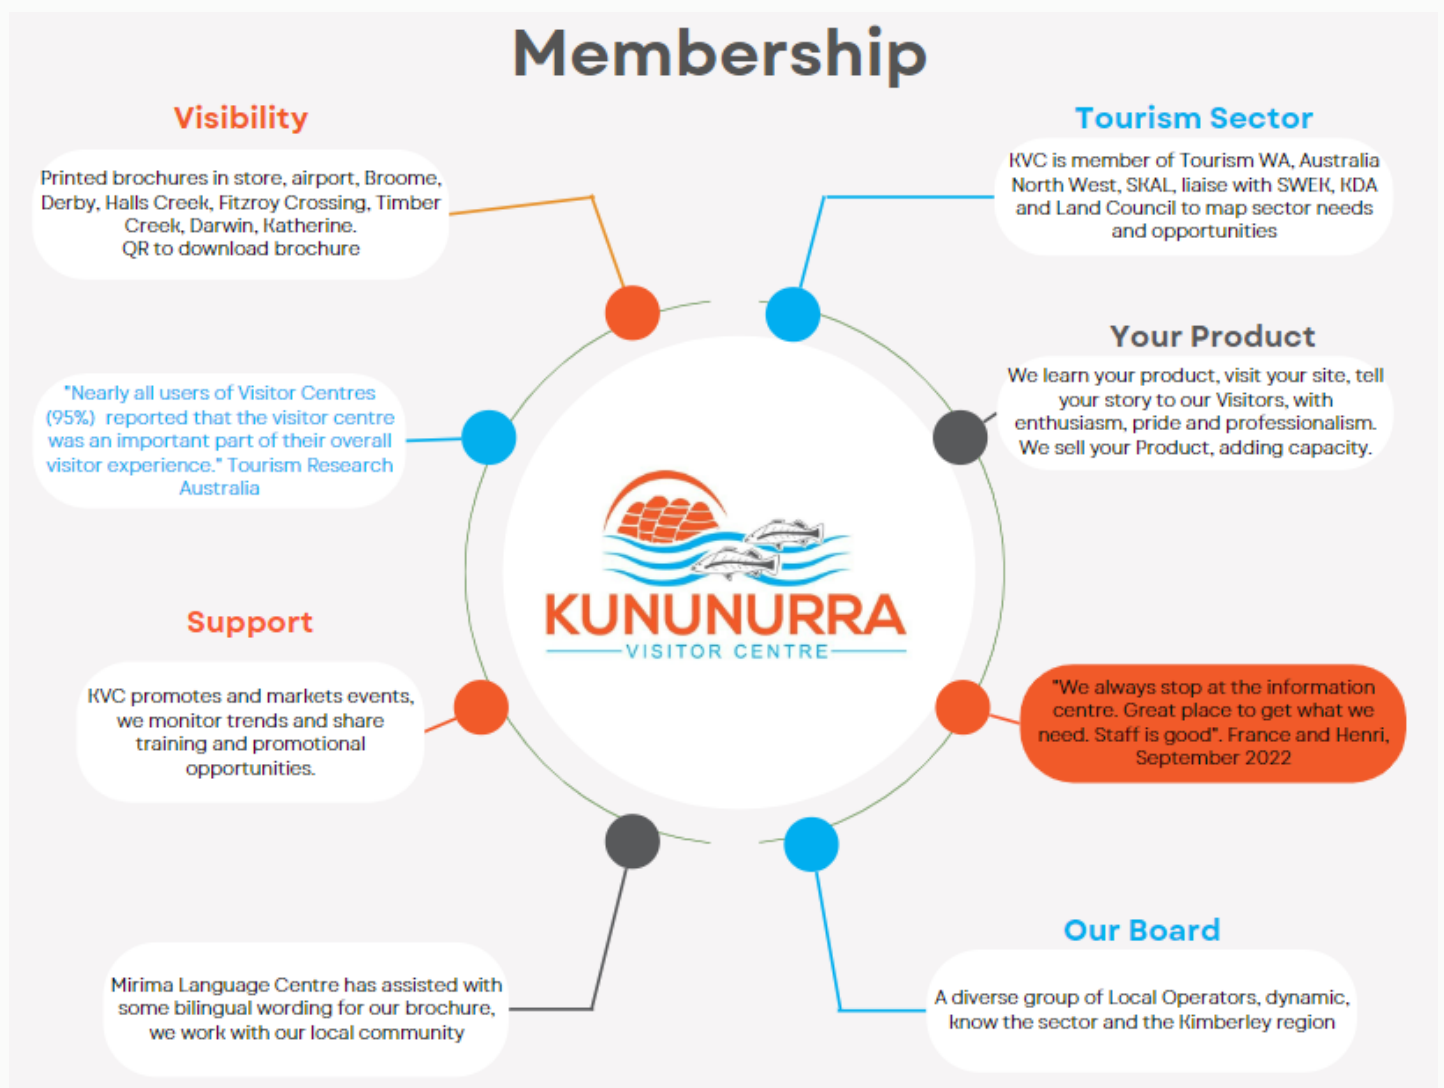 Membership
Visibility
Printed brochures in store, airport, Broome,
Derby, Halls Creek, Fitzroy Crossing, Timber
Creek, Darwin, Katherine.
QR to download brochure
"Nearly all users of Visitor Centres
(95%) reported that the visitor centre
was an important part of their overall
visitor experience." Tourism Research
Australia
Support
KVC promotes and markets events,
we monitor trends and share
training and promotional
opportunities.
Mirima Language Centre has assisted with
some bilingual wording for our brochure,
we work with our local community
KUNUNURRA
VISITOR CENTRE
Tourism Sector
KVC is member of Tourism WA, Australia
North West, SKAL, liaise with SWEK, KDA
and Land Council to map sector needs
and opportunities
Your Product
We learn your product, visit your site, tell
your story to our Visitors, with
enthusiasm, pride and professionalism.
We sell your Product, adding capacity.
"We always stop at the information
centre. Great place to get what we
need. Staff is good". France and Henri,
September 2022
Our Board
A diverse group of Local Operators, dynamic,
know the sector and the Kimberley region